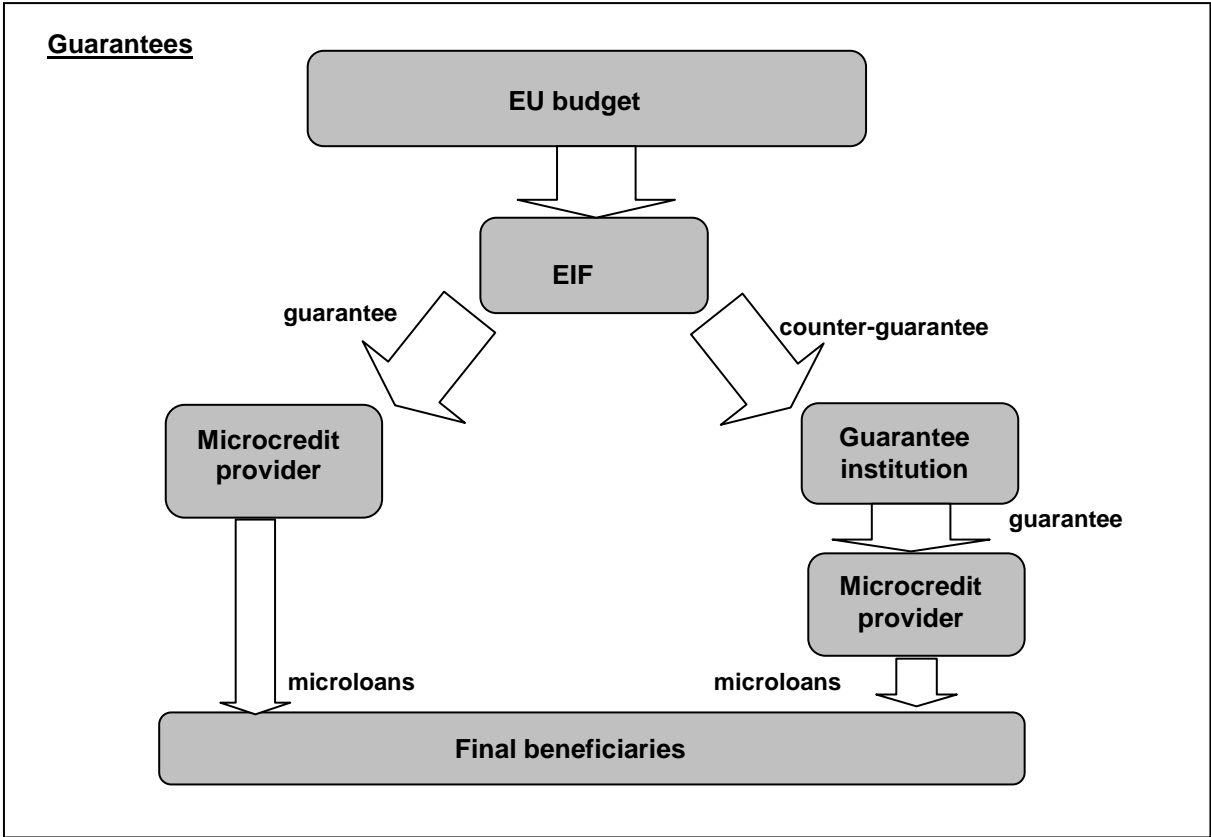 Guarantees
EU budget
EIF
guarantee
counter-guarantee
Microcredit
provider
Guarantee
institution
guarantee
Microcredit
provider
microloans
microloans
Final beneficiaries